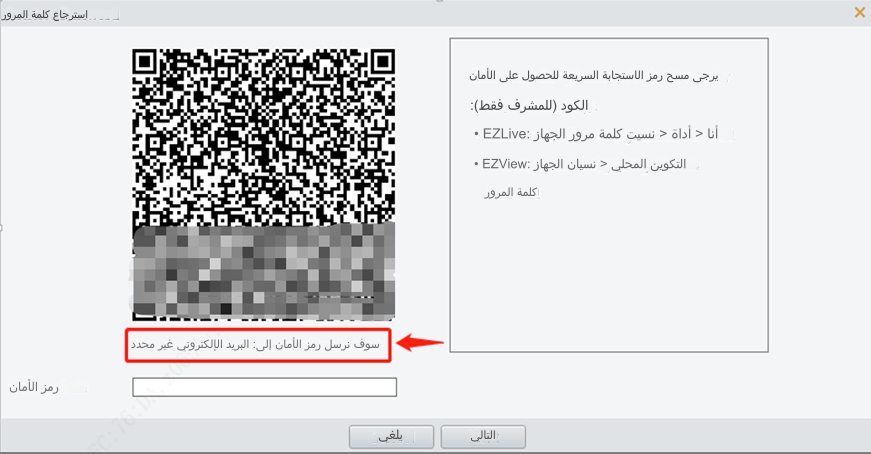 استرجاع كلمة المرور
يرجى مسح رمز الاستجابة السريعة للحصول على الأمان
الكود (للمشرف فقط):
• EZLive: أنا > أداة > نسيت كلمة مرور الجهاز
• EZView: التكوين المحلي > نسيان الجهاز
كلمة المرور
سوف نرسل رمز الأمان إلى: البريد الإلكتروني غير محدد
رمز الأمان
يلغي
التالي